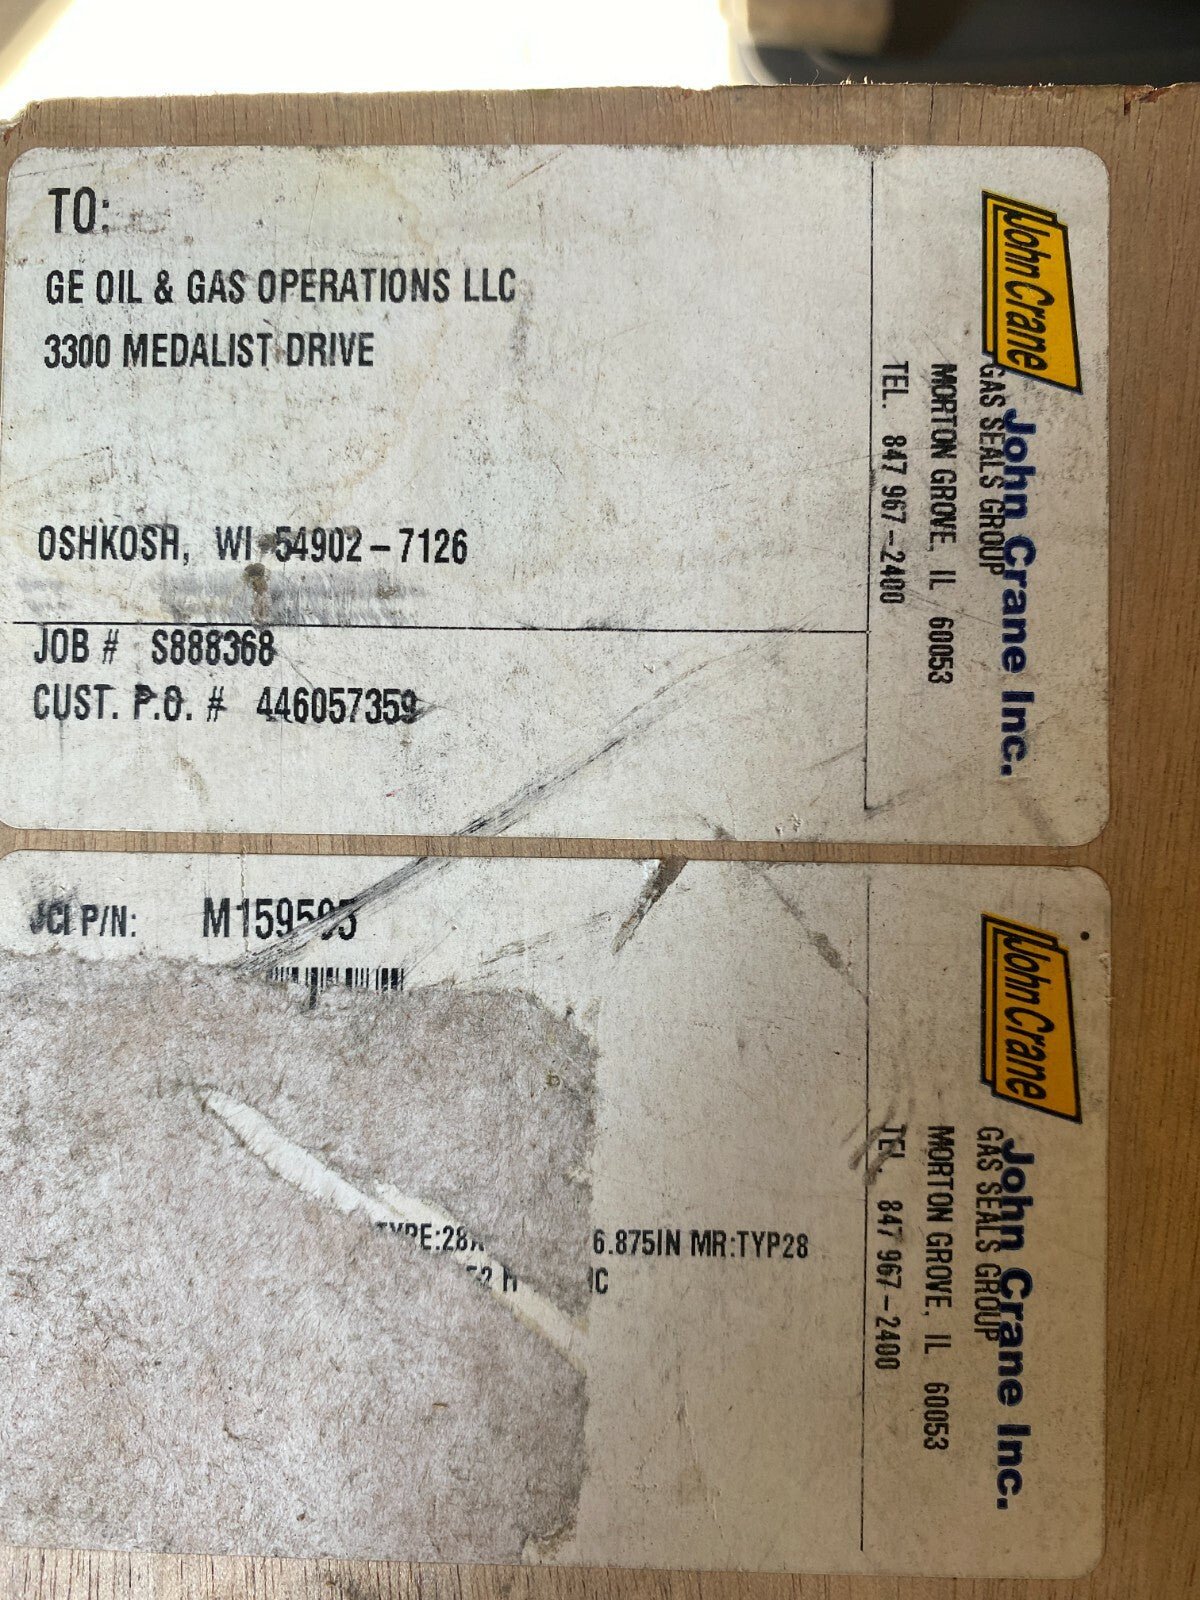 TO:
GE OIL & GAS OPERATIONS LLC
3300 MEDALIST DRIVE
OSHKOSH, WI 54902-7126
JOB # S888368
CUST. P.O. # 446057359
John Crane
John Crane Inc.
GAS SEALS GROUP
MORTON GROVE, IL 60053
TEL. 847 967-2400
JCI P/N: M159595
6.875IN MR:TYP28
John Crane
John Crane Inc.
GAS SEALS GROUP
MORTON GROVE, IL 60053
TEL. 847 967-2400